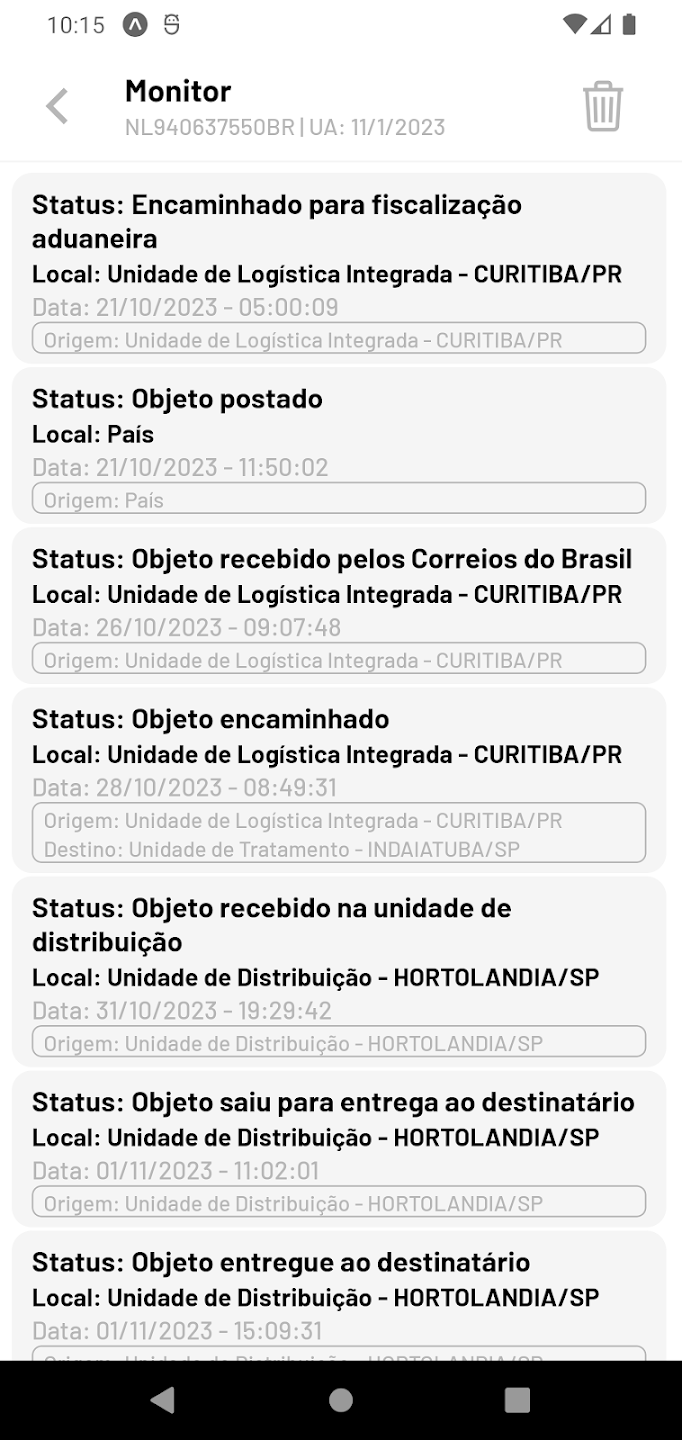 10:15
Monitor
NL940637550BR | UA: 11/1/2023
Status: Encaminhado para fiscalização
aduaneira
Local: Unidade de Logística Integrada - CURITIBA/PR
Data: 21/10/2023 - 05:00:09
Origem: Unidade de Logística Integrada - CURITIBA/PR
Status: Objeto postado
Local: País
Data: 21/10/2023 - 11:50:02
Origem: País
Status: Objeto recebido pelos Correios do Brasil
Local: Unidade de Logística Integrada - CURITIBA/PR
Data: 26/10/2023 - 09:07:48
Origem: Unidade de Logística Integrada - CURITIBA/PR
Status: Objeto encaminhado
Local: Unidade de Logística Integrada - CURITIBA/PR
Data: 28/10/2023 - 08:49:31
Origem: Unidade de Logística Integrada - CURITIBA/PR
Destino: Unidade de Tratamento - INDAIATUBA/SP
Status: Objeto recebido na unidade de
distribuição
Local: Unidade de Distribuição - HORTOLANDIA/SP
Data: 31/10/2023 - 19:29:42
Origem: Unidade de Distribuição - HORTOLANDIA/SP
Status: Objeto saiu para entrega ao destinatário
Local: Unidade de Distribuição - HORTOLANDIA/SP
Data: 01/11/2023 - 11:02:01
Origem: Unidade de Distribuição - HORTOLANDIA/SP
Status: Objeto entregue ao destinatário
Local: Unidade de Distribuição - HORTOLANDIA/SP
Data: 01/11/2023 - 15:09:31